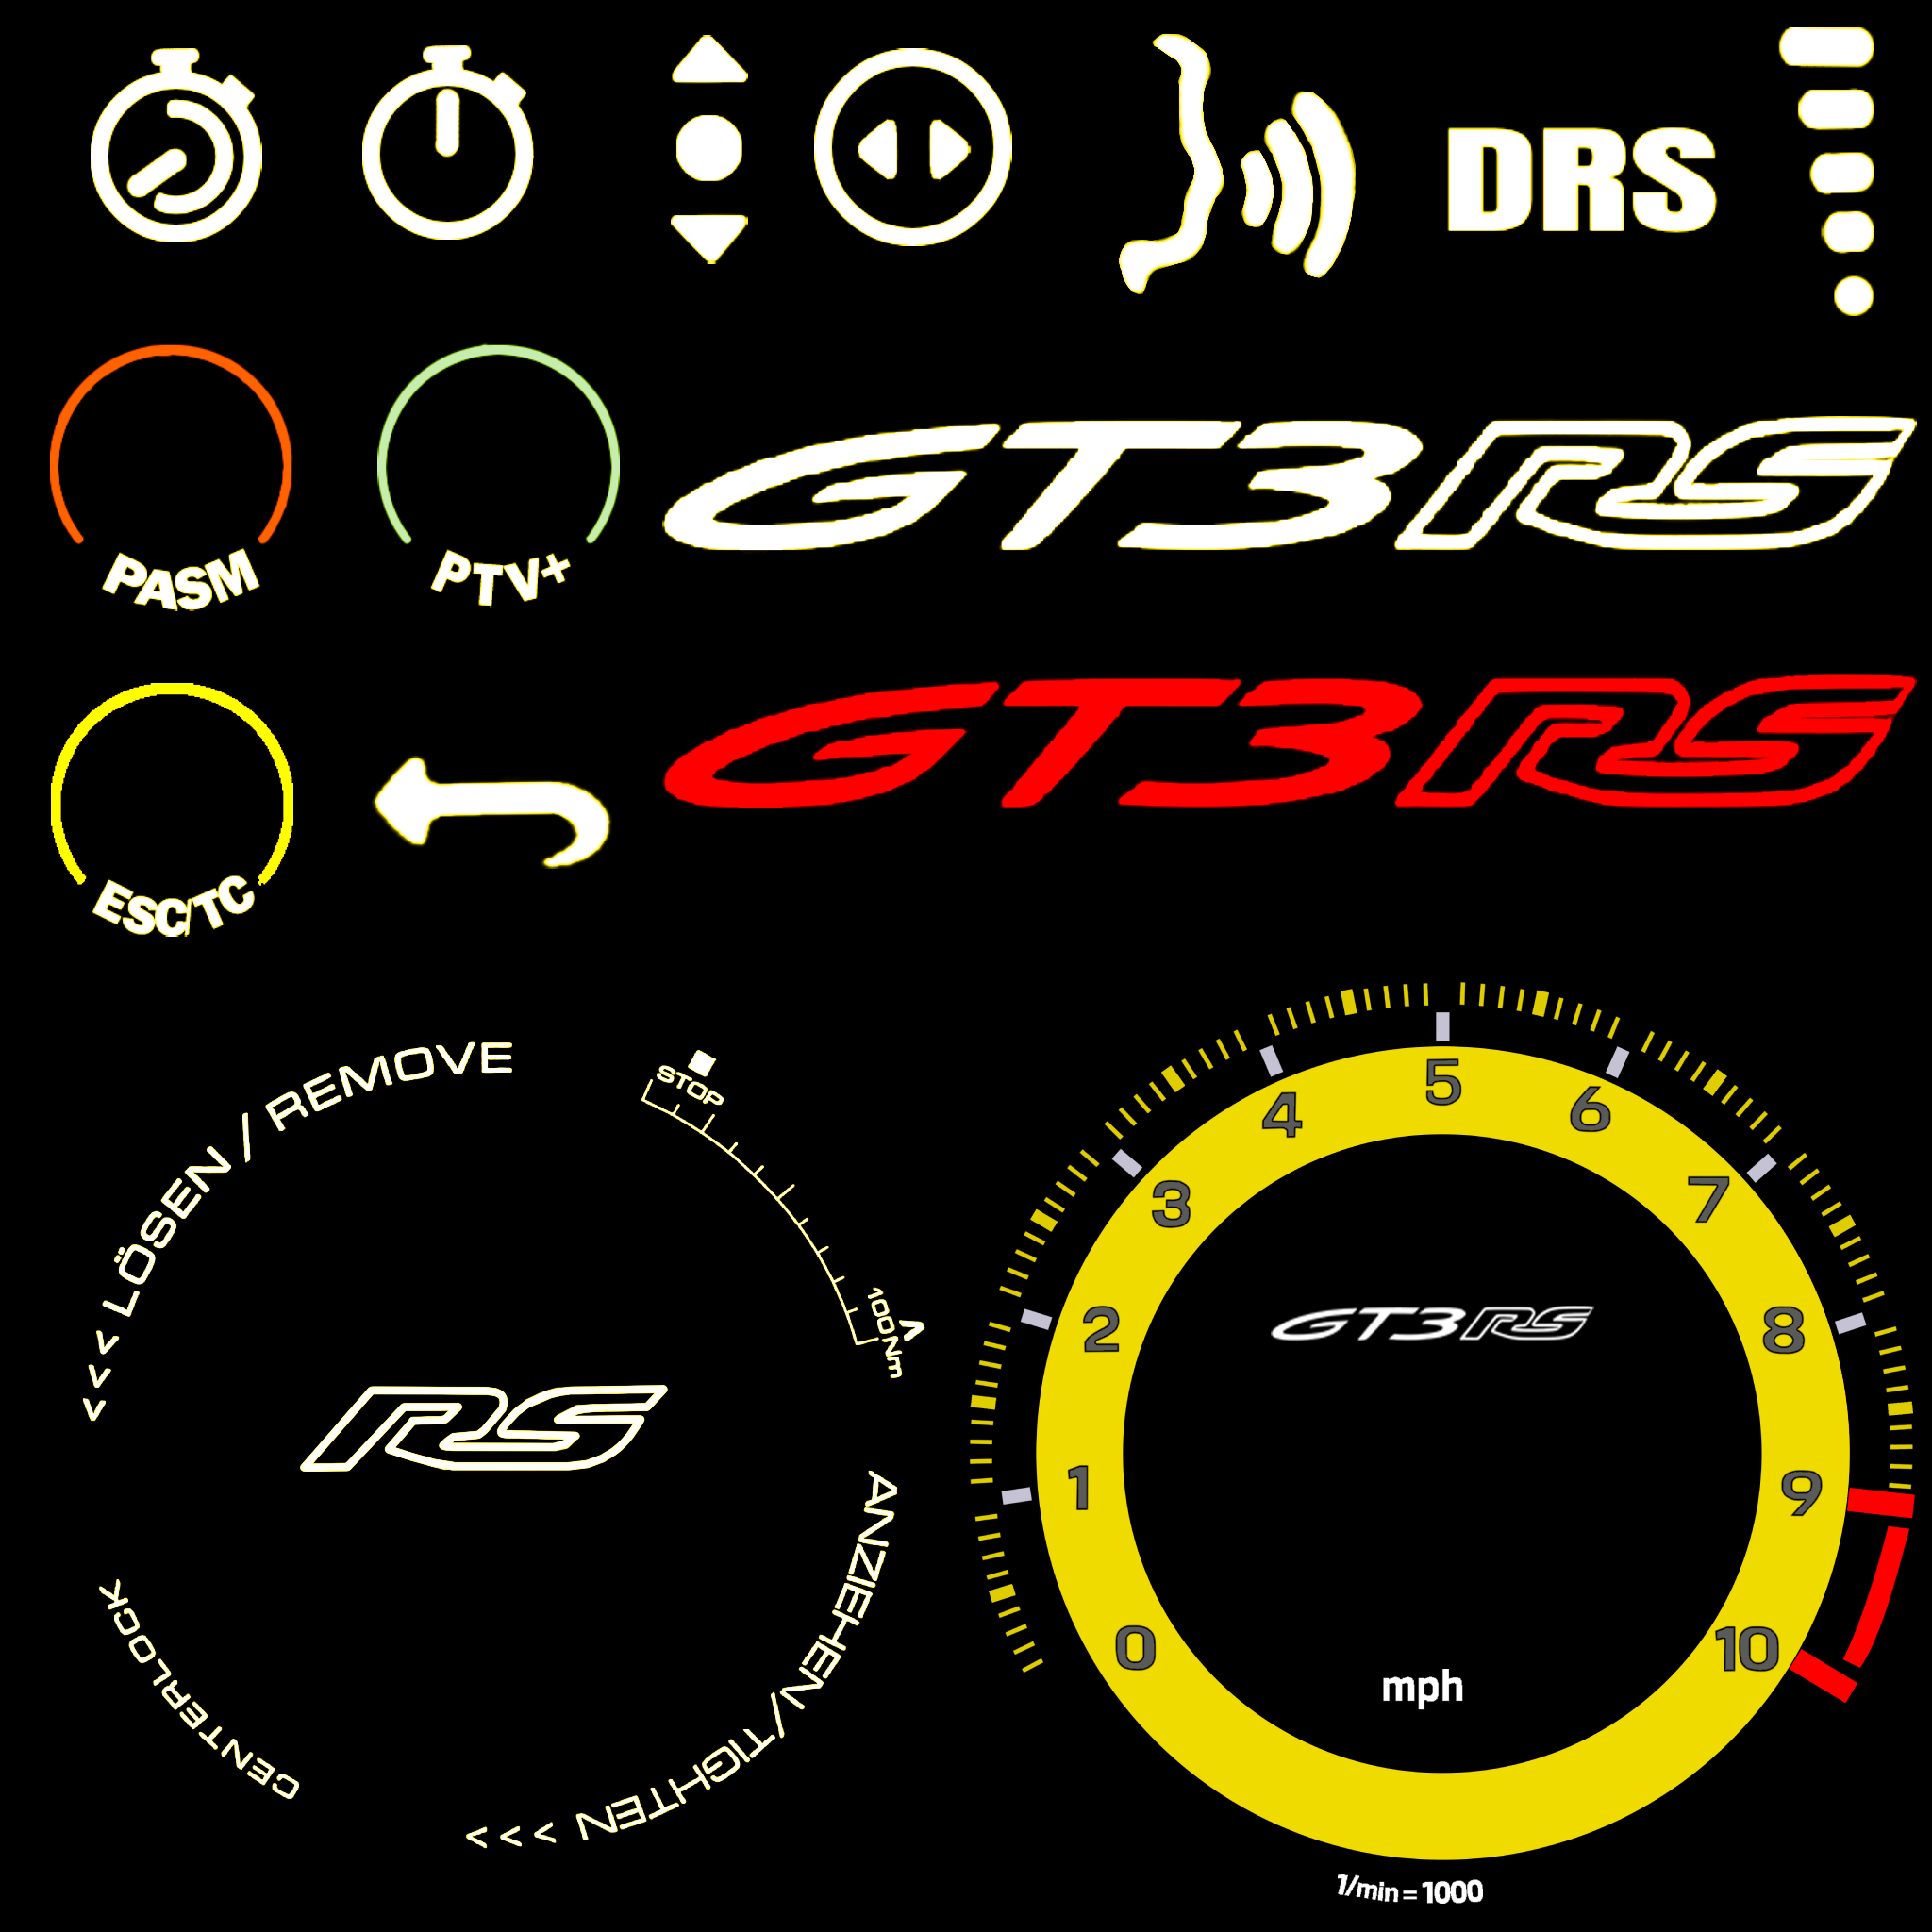 DRS
PASM
PTV+
GT3RS
GT3RS
ESC/TC
<<< LÖSEN / REMOVE
STOP
100Nm
RS
ANZIEHEN/TIGHTEN >>>
CENTERLOCK
0
1
2
3
4
5
6
7
8
9
10
GT3RS
mph
1/min = 1000